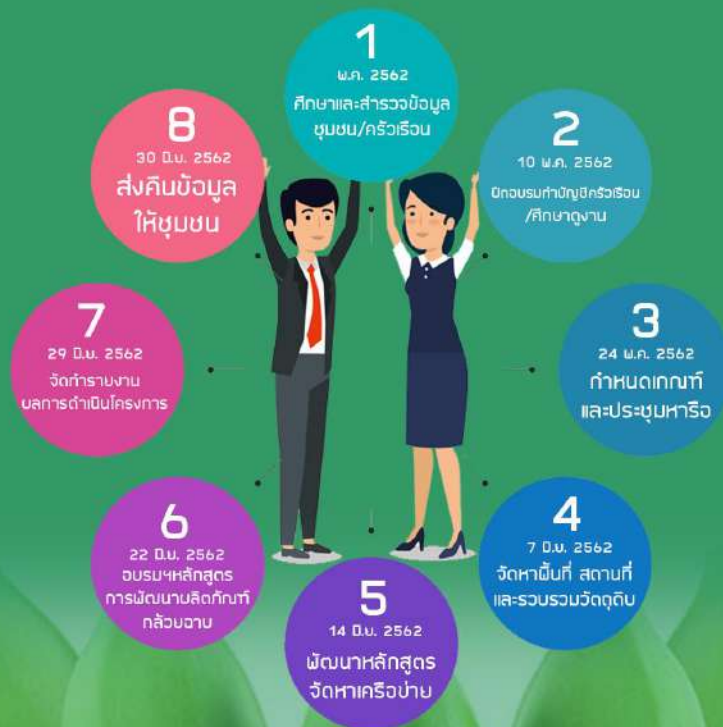 1
พ.ค. 2562
ศึกษาและสำรวจข้อมูล
ชุมชน/ครัวเรือน
2
10 พ.ค. 2562
ฝึกอบรมทำบัญชีครัวเรือน
/ศึกษาดูงาน
3
24 พ.ค. 2562
กำหนดเกณฑ์
และประชุมหารือ
4
7 มิ.ย. 2562
จัดหาพื้นที่ สถานที่
และรวบรวมวัตถุดิบ
5
14 มิ.ย. 2562
พัฒนาหลักสูตร
จัดหาเครือข่าย
6
22 มิ.ย. 2562
อบรมฯหลักสูตร
การพัฒนาผลิตภัณฑ์
กล้วยฉาบ
7
29 มิ.ย. 2562
จัดทำรายงาน
ผลการดำเนินโครงการ
8
30 มิ.ย. 2562
ส่งคืนข้อมูล
ให้ชุมชน